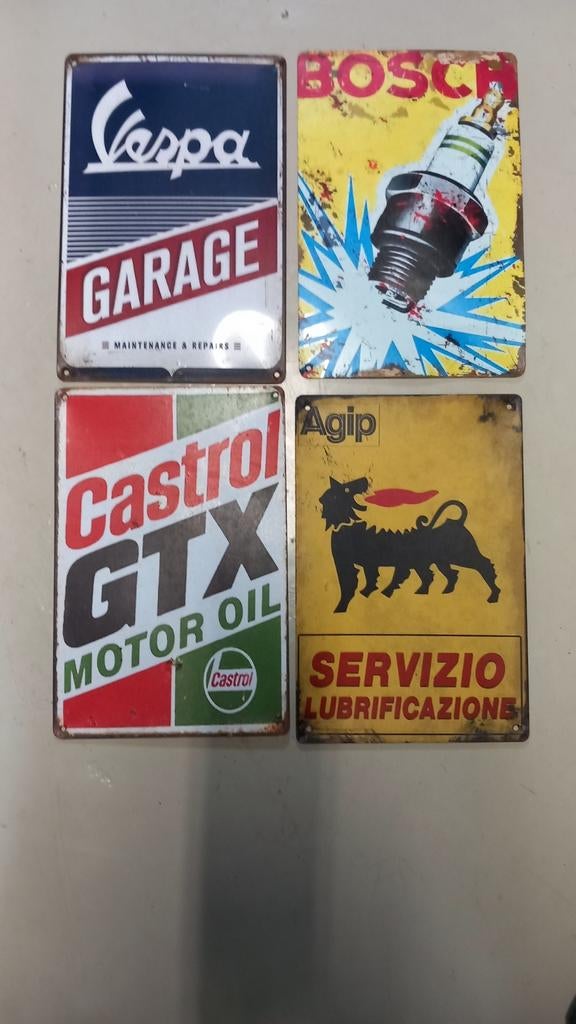 Vespa
GARAGE
MAINTENANCE & REPAIRS
BOSCH
Castrol
GTX
MOTOR OIL
Castrol
Agip
SERVIZIO
LUBRIFICAZIONE